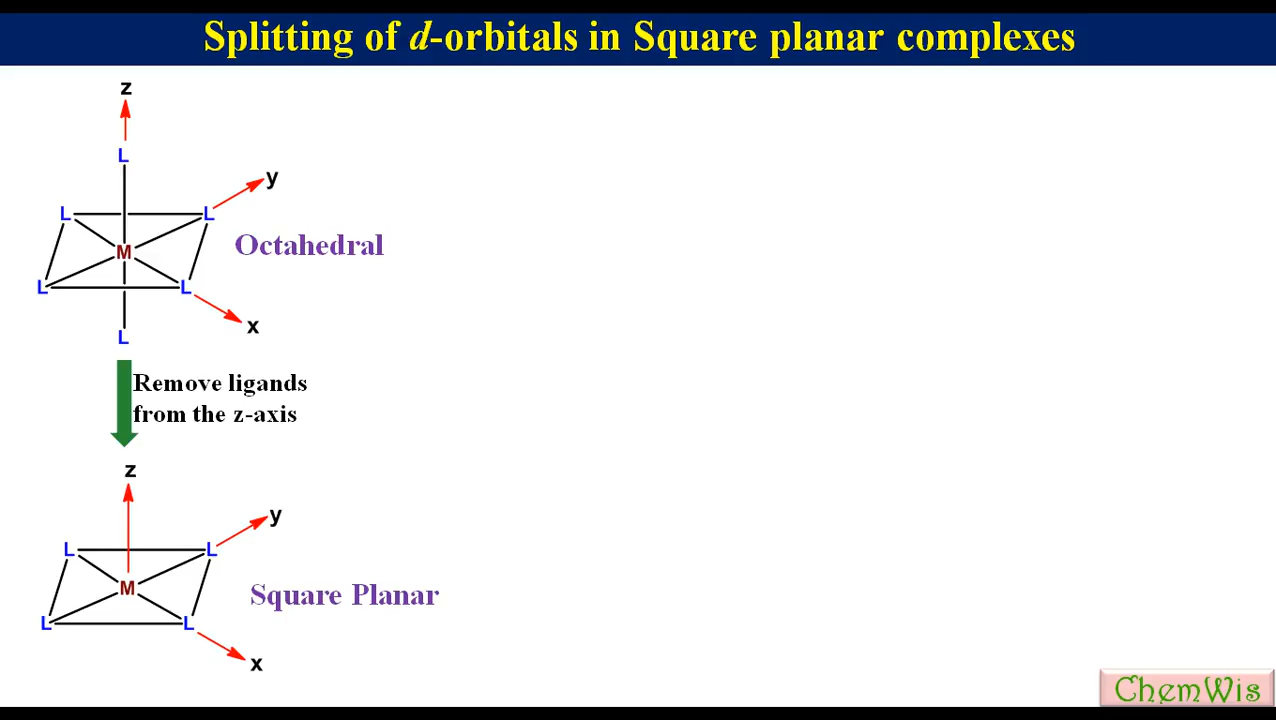 Splitting of d-orbitals in Square planar complexes
z
L
y
L L
M
Octahedral
L L
x
L
Remove ligands
from the z-axis
z
y
L L
M
Square Planar
L L
x
ChemWis